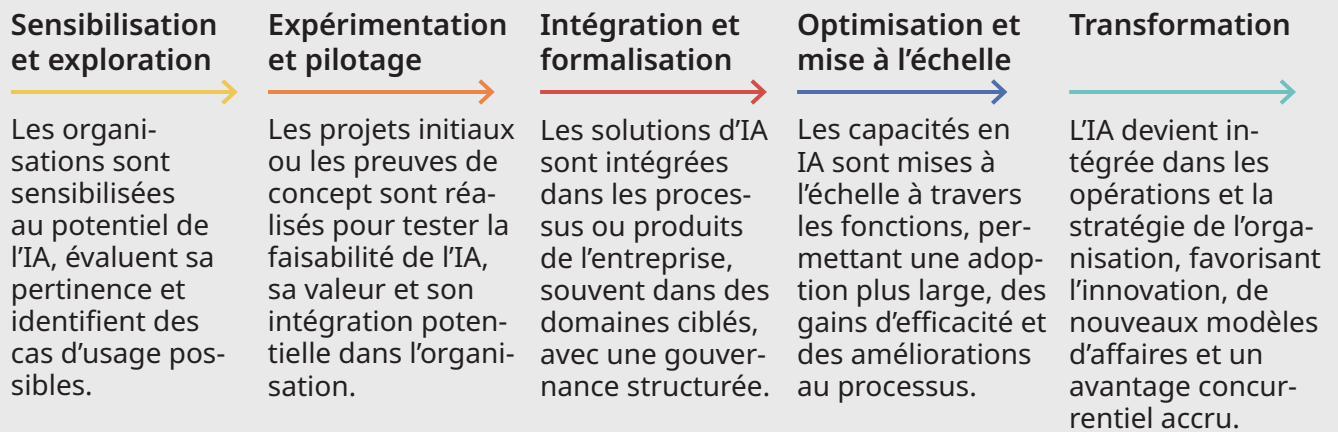 Sensibilisation
et exploration
Les organi-
sations sont
sensibilisées
au potentiel de
l'IA, évaluent sa
pertinence et
identifient des
cas d'usage pos-
sibles.
Expérimentation
et pilotage
Les projets initiaux
ou les preuves de
concept sont réa-
lisés pour tester la
faisabilité de l'IA,
sa valeur et son
intégration poten-
tielle dans l'organi-
sation.
Intégration et
formalisation
Les solutions d'IA
sont intégrées
dans les proces-
sus ou produits
de l'entreprise,
souvent dans des
domaines ciblés,
avec une gouver-
nance structurée.
Optimisation et
mise à l'échelle
Les capacités en
IA sont mises à
l'échelle à travers
les fonctions, per-
mettant une adop-
tion plus large, des
gains d'efficacité et
des améliorations
au processus.
Transformation
L'IA devient in-
tégrée dans les
opérations et la
stratégie de l'orga-
nisation, favorisant
l'innovation, de
nouveaux modèles
d'affaires et un
avantage concur-
rentiel accru.